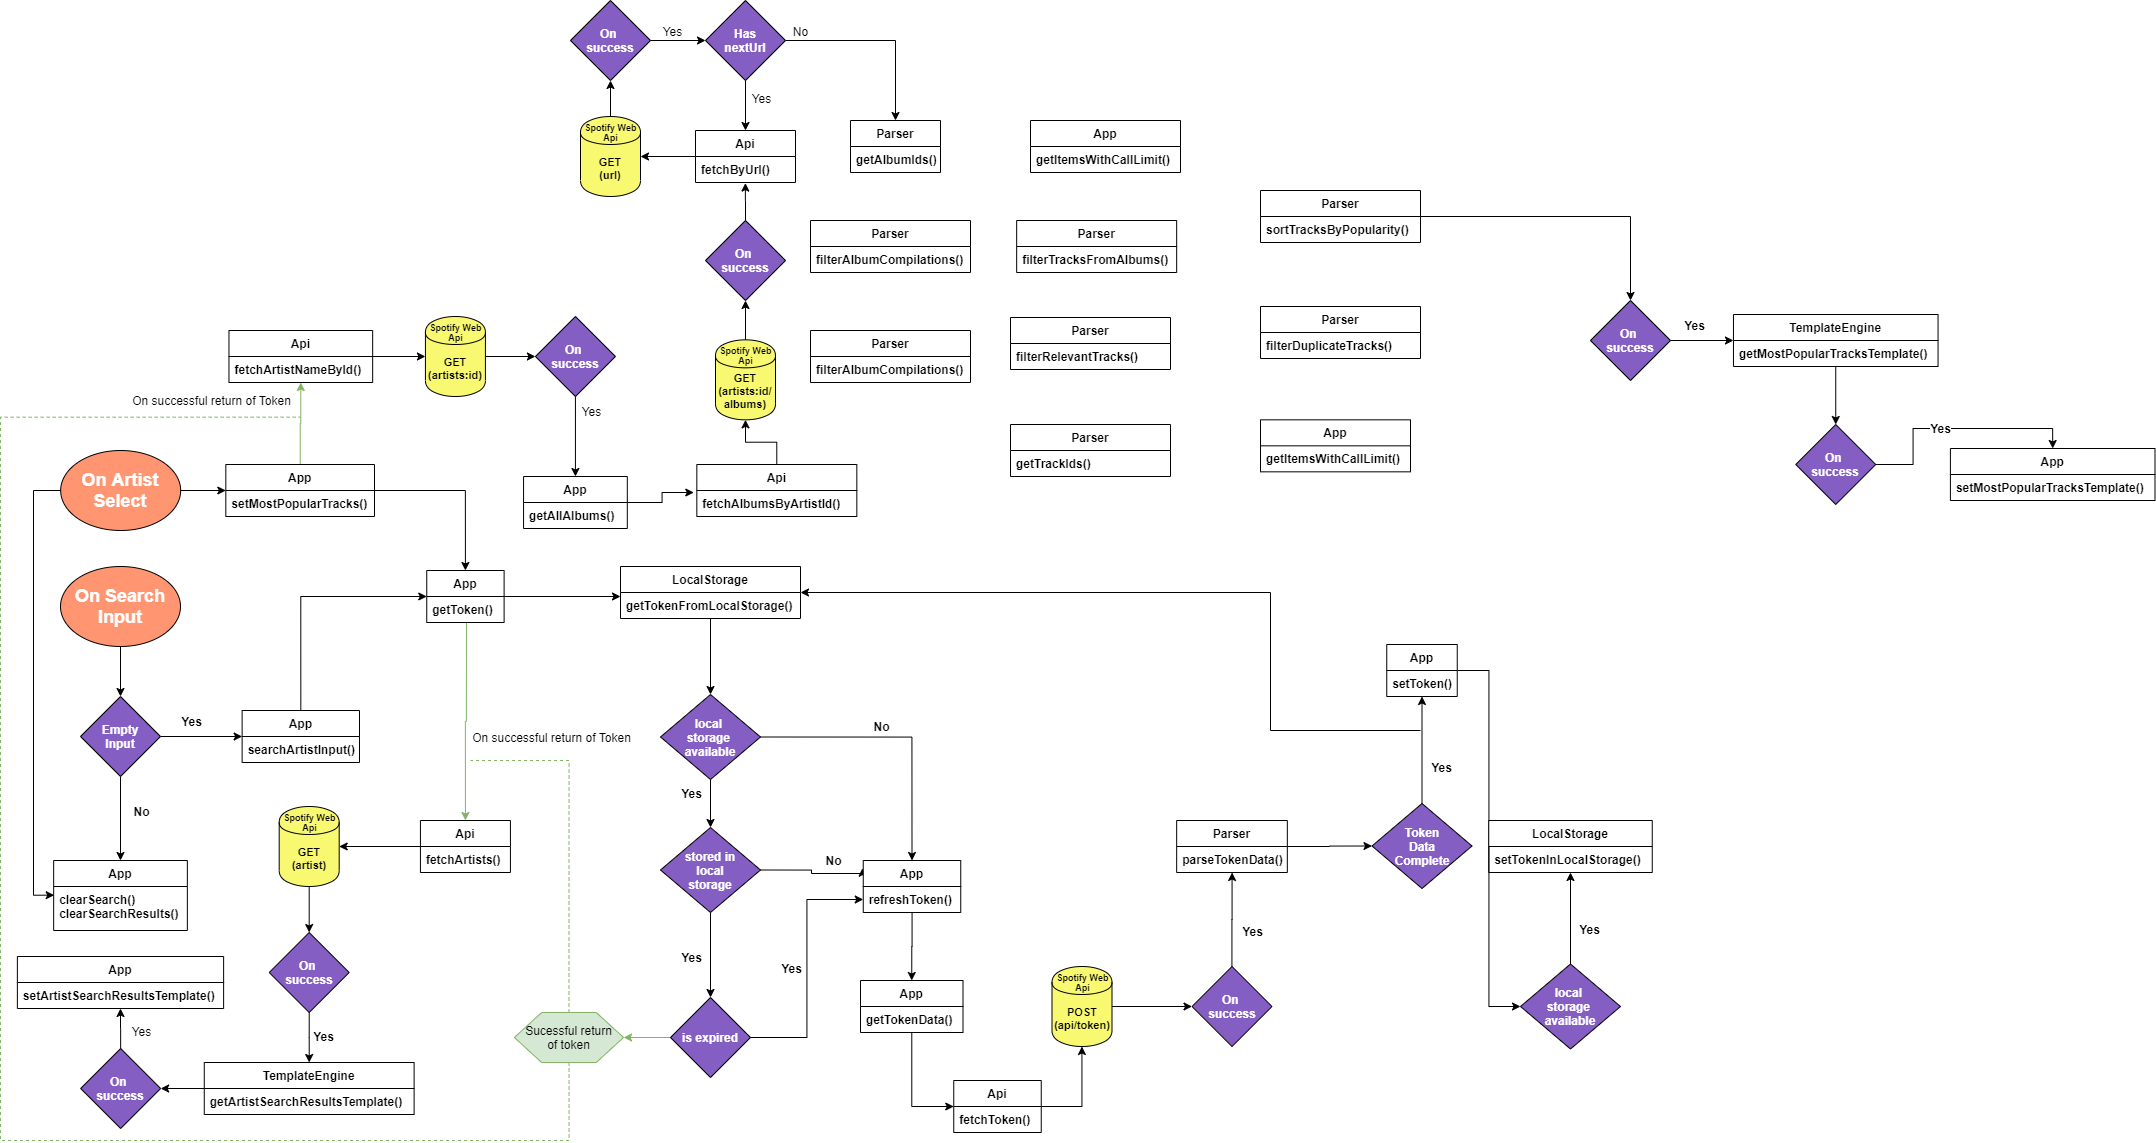 On
success
Yes
Has
nextUrl
No
Yes
Spotify Web
Api
GET
(url)
Api
fetchByUrl()
Parser
getAlbumIds()
App
getItemsWithCallLimit()
Parser
sortTracksByPopularity()
On
success
Parser
filterAlbumCompilations()
Parser
filterTracksFromAlbums()
Api
fetchArtistNameById()
Spotify Web
Api
GET
(artists:id)
On
success
Yes
Spotify Web
Api
GET
(artists:id/
albums)
Parser
filterAlbumCompilations()
Parser
filterRelevantTracks()
Parser
filterDuplicateTracks()
On
success
Yes
TemplateEngine
getMostPopularTracksTemplate()
On successful return of Token
On Artist
Select
App
setMostPopularTracks()
App
getAllAlbums()
Api
fetchAlbumsByArtistId()
Parser
getTrackIds()
App
getItemsWithCallLimit()
On
success
Yes
App
setMostPopularTracksTemplate()
On Search
Input
App
getToken()
LocalStorage
getTokenFromLocalStorage()
App
setToken()
Empty
Input
Yes
App
searchArtistInput()
On successful return of Token
local
storage
available
No
Yes
Yes
No
Spotify Web
Api
GET
(artist)
Api
fetchArtists()
stored in
local
storage
No
Parser
parseTokenData()
Token
Data
Complete
LocalStorage
setTokenInLocalStorage()
App
clearSearch()
clearSearchResults()
App
refreshToken()
Yes
Yes
Yes
Yes
On
success
App
setArtistSearchResultsTemplate()
App
getTokenData()
Spotify Web
Api
POST
(api/token)
On
success
local
storage
available
Yes
Yes
Sucessful return
of token
is expired
On
success
TemplateEngine
getArtistSearchResultsTemplate()
Api
fetchToken()